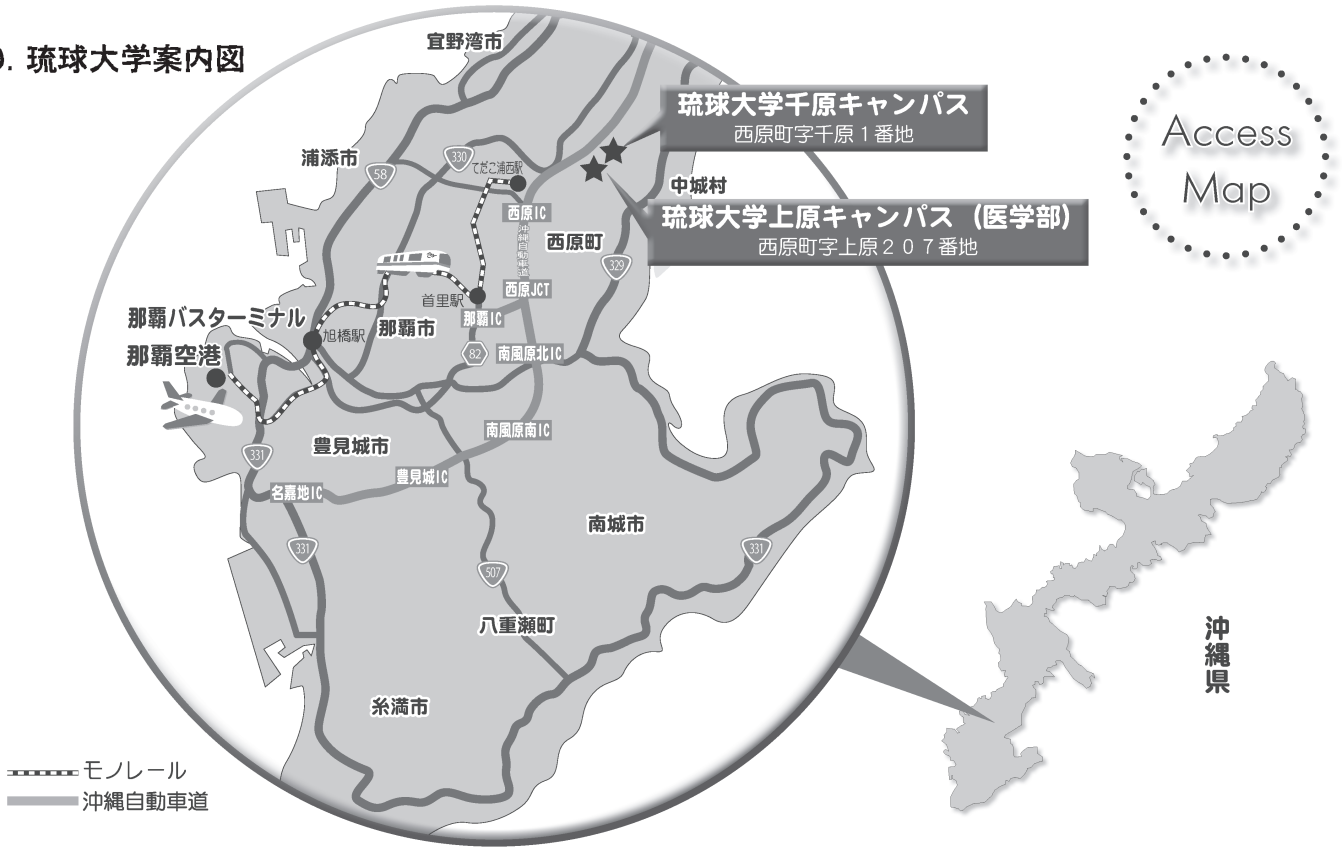 . 琉球大学案内図
Access
Map
宜野湾市
琉球大学千原キャンパス
西原町字千原1番地
浦添市
330
てだこ浦西駅
58
中城村
琉球大学上原キャンパス（医学部）
西原町字上原２０７番地
西原IC
沖縄自動車道
西原町
329
西原JCT
首里駅
那覇IC
那覇バスターミナル
旭橋駅
那覇市
那覇空港
82
南風原北IC
南風原南IC
豊見城市
331
豊見城IC
名嘉地IC
南城市
331
331
507
八重瀬町
糸満市
沖縄県
モノレール
沖縄自動車道